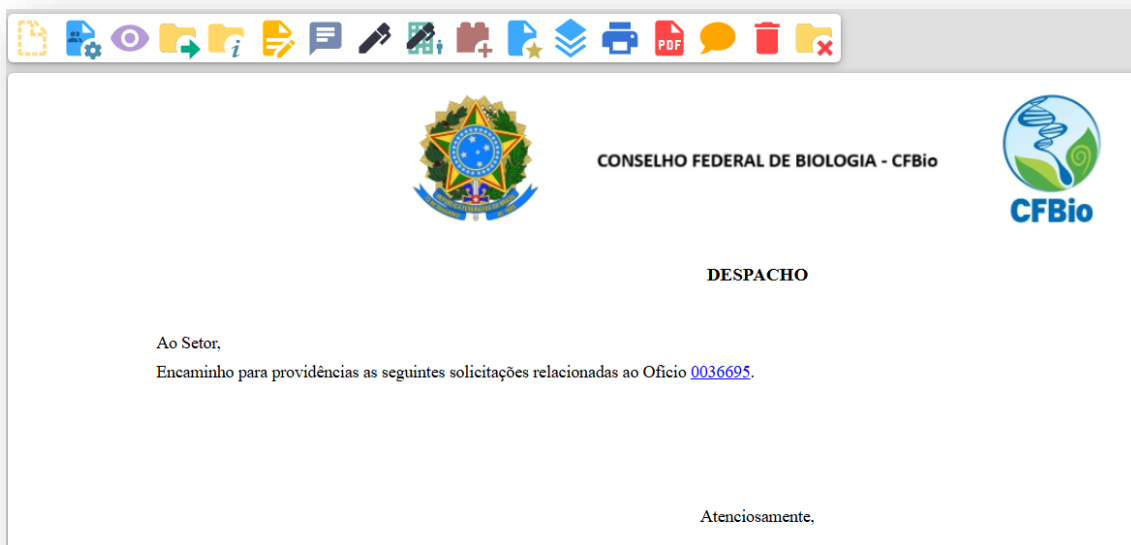 PDF
CONSELHO FEDERAL DE BIOLOGIA - CFBio
CFBio
DESPACHO
Ao Setor,
Encaminho para providências as seguintes solicitações relacionadas ao Ofício 0036695.
Atenciosamente,